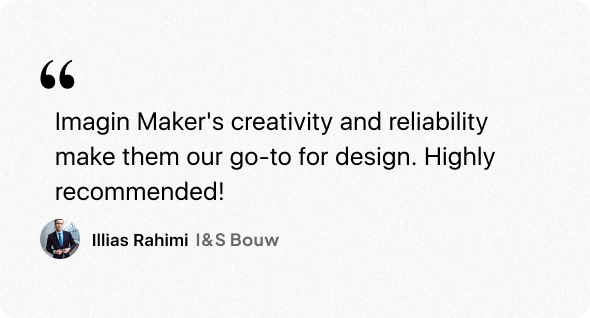 “
Imagin Maker's creativity and reliability
make them our go-to for design. Highly
recommended!
Illias Rahimi I&S Bouw